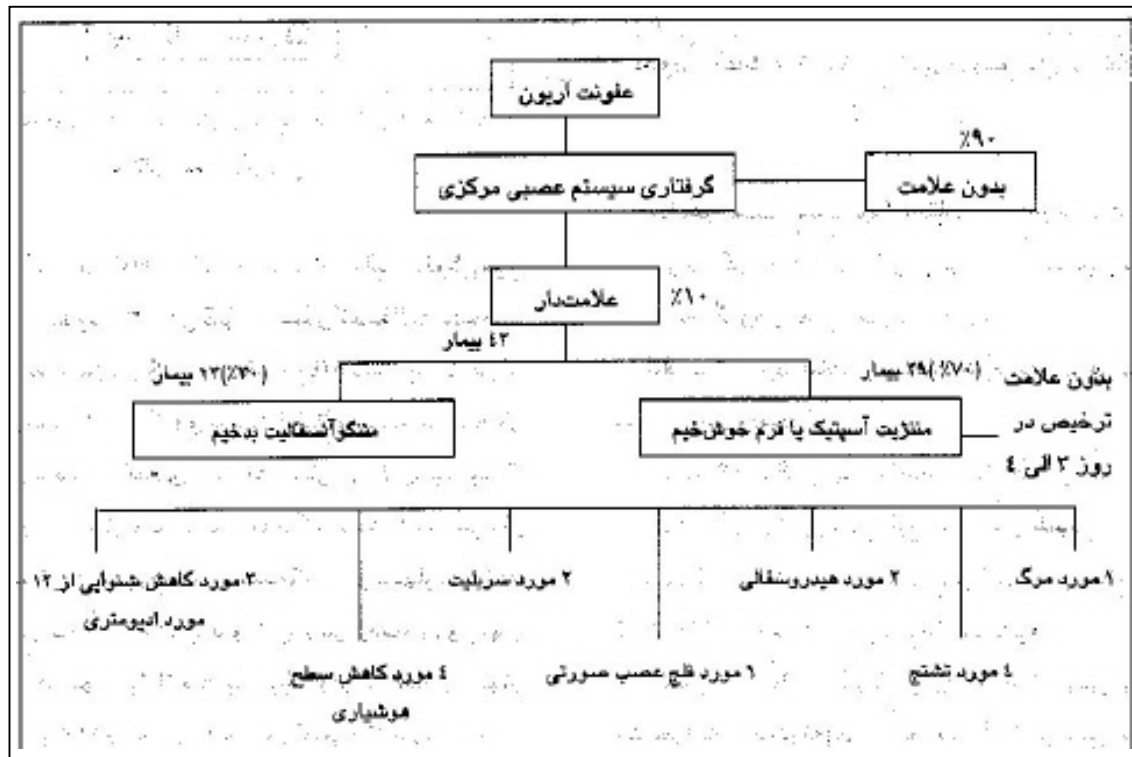 عفونت اریون
٪۹۰
گرفتاری سیستم عصبی مرکزی
بدون علامت
علامت‌دار
٪۱۰
۴۳ بیمار
(٪۳۰) ۱۳ بیمار
(٪۷۰) ۲۹ بیمار
بدون علامت
ترخیص در
روز ۳ الی ٤
مننگوآنسفالیت بدخیم
مننژیت آسپتیک یا فرم خوش‌خیم
۱ مورد مرگ
۲ مورد هیدروسفالی
۲ مورد سربلیت
۳ مورد کاهش شنوایی از ۱۲
مورد ادیومتری
٤ مورد تشنج
۱ مورد فلج عصب صورتی
٤ مورد کاهش سطح
هوشیاری